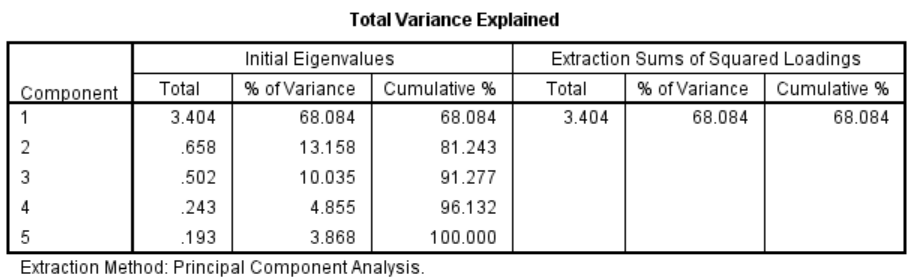 Total Variance Explained
Initial Eigenvalues Extraction Sums of Squared Loadings
Component Total % of Variance Cumulative % Total % of Variance Cumulative %
1 3.404 68.084 68.084 3.404 68.084 68.084
2 .658 13.158 81.243
3 .502 10.035 91.277
4 .243 4.855 96.132
5 .193 3.868 100.000
Extraction Method: Principal Component Analysis.